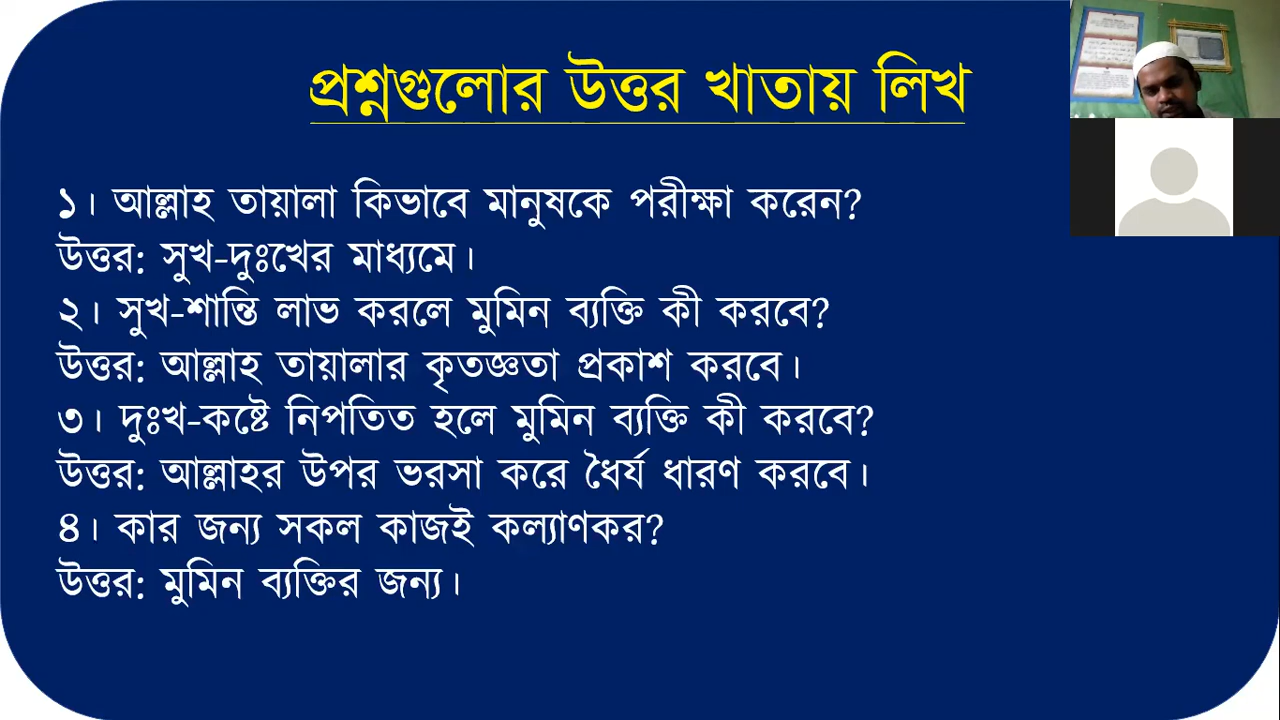 প্রশ্নগুলোর উত্তর খাতায় লিখ
১। আল্লাহ তায়ালা কিভাবে মানুষকে পরীক্ষা করেন?
উত্তর: সুখ-দুঃখের মাধ্যমে।
২। সুখ-শান্তি লাভ করলে মুমিন ব্যক্তি কী করবে?
উত্তর: আল্লাহ তায়ালার কৃতজ্ঞতা প্রকাশ করবে।
৩। দুঃখ-কষ্টে নিপতিত হলে মুমিন ব্যক্তি কী করবে?
উত্তর: আল্লাহর উপর ভরসা করে ধৈর্য ধারণ করবে।
৪। কার জন্য সকল কাজই কল্যাণকর?
উত্তর: মুমিন ব্যক্তির জন্য।